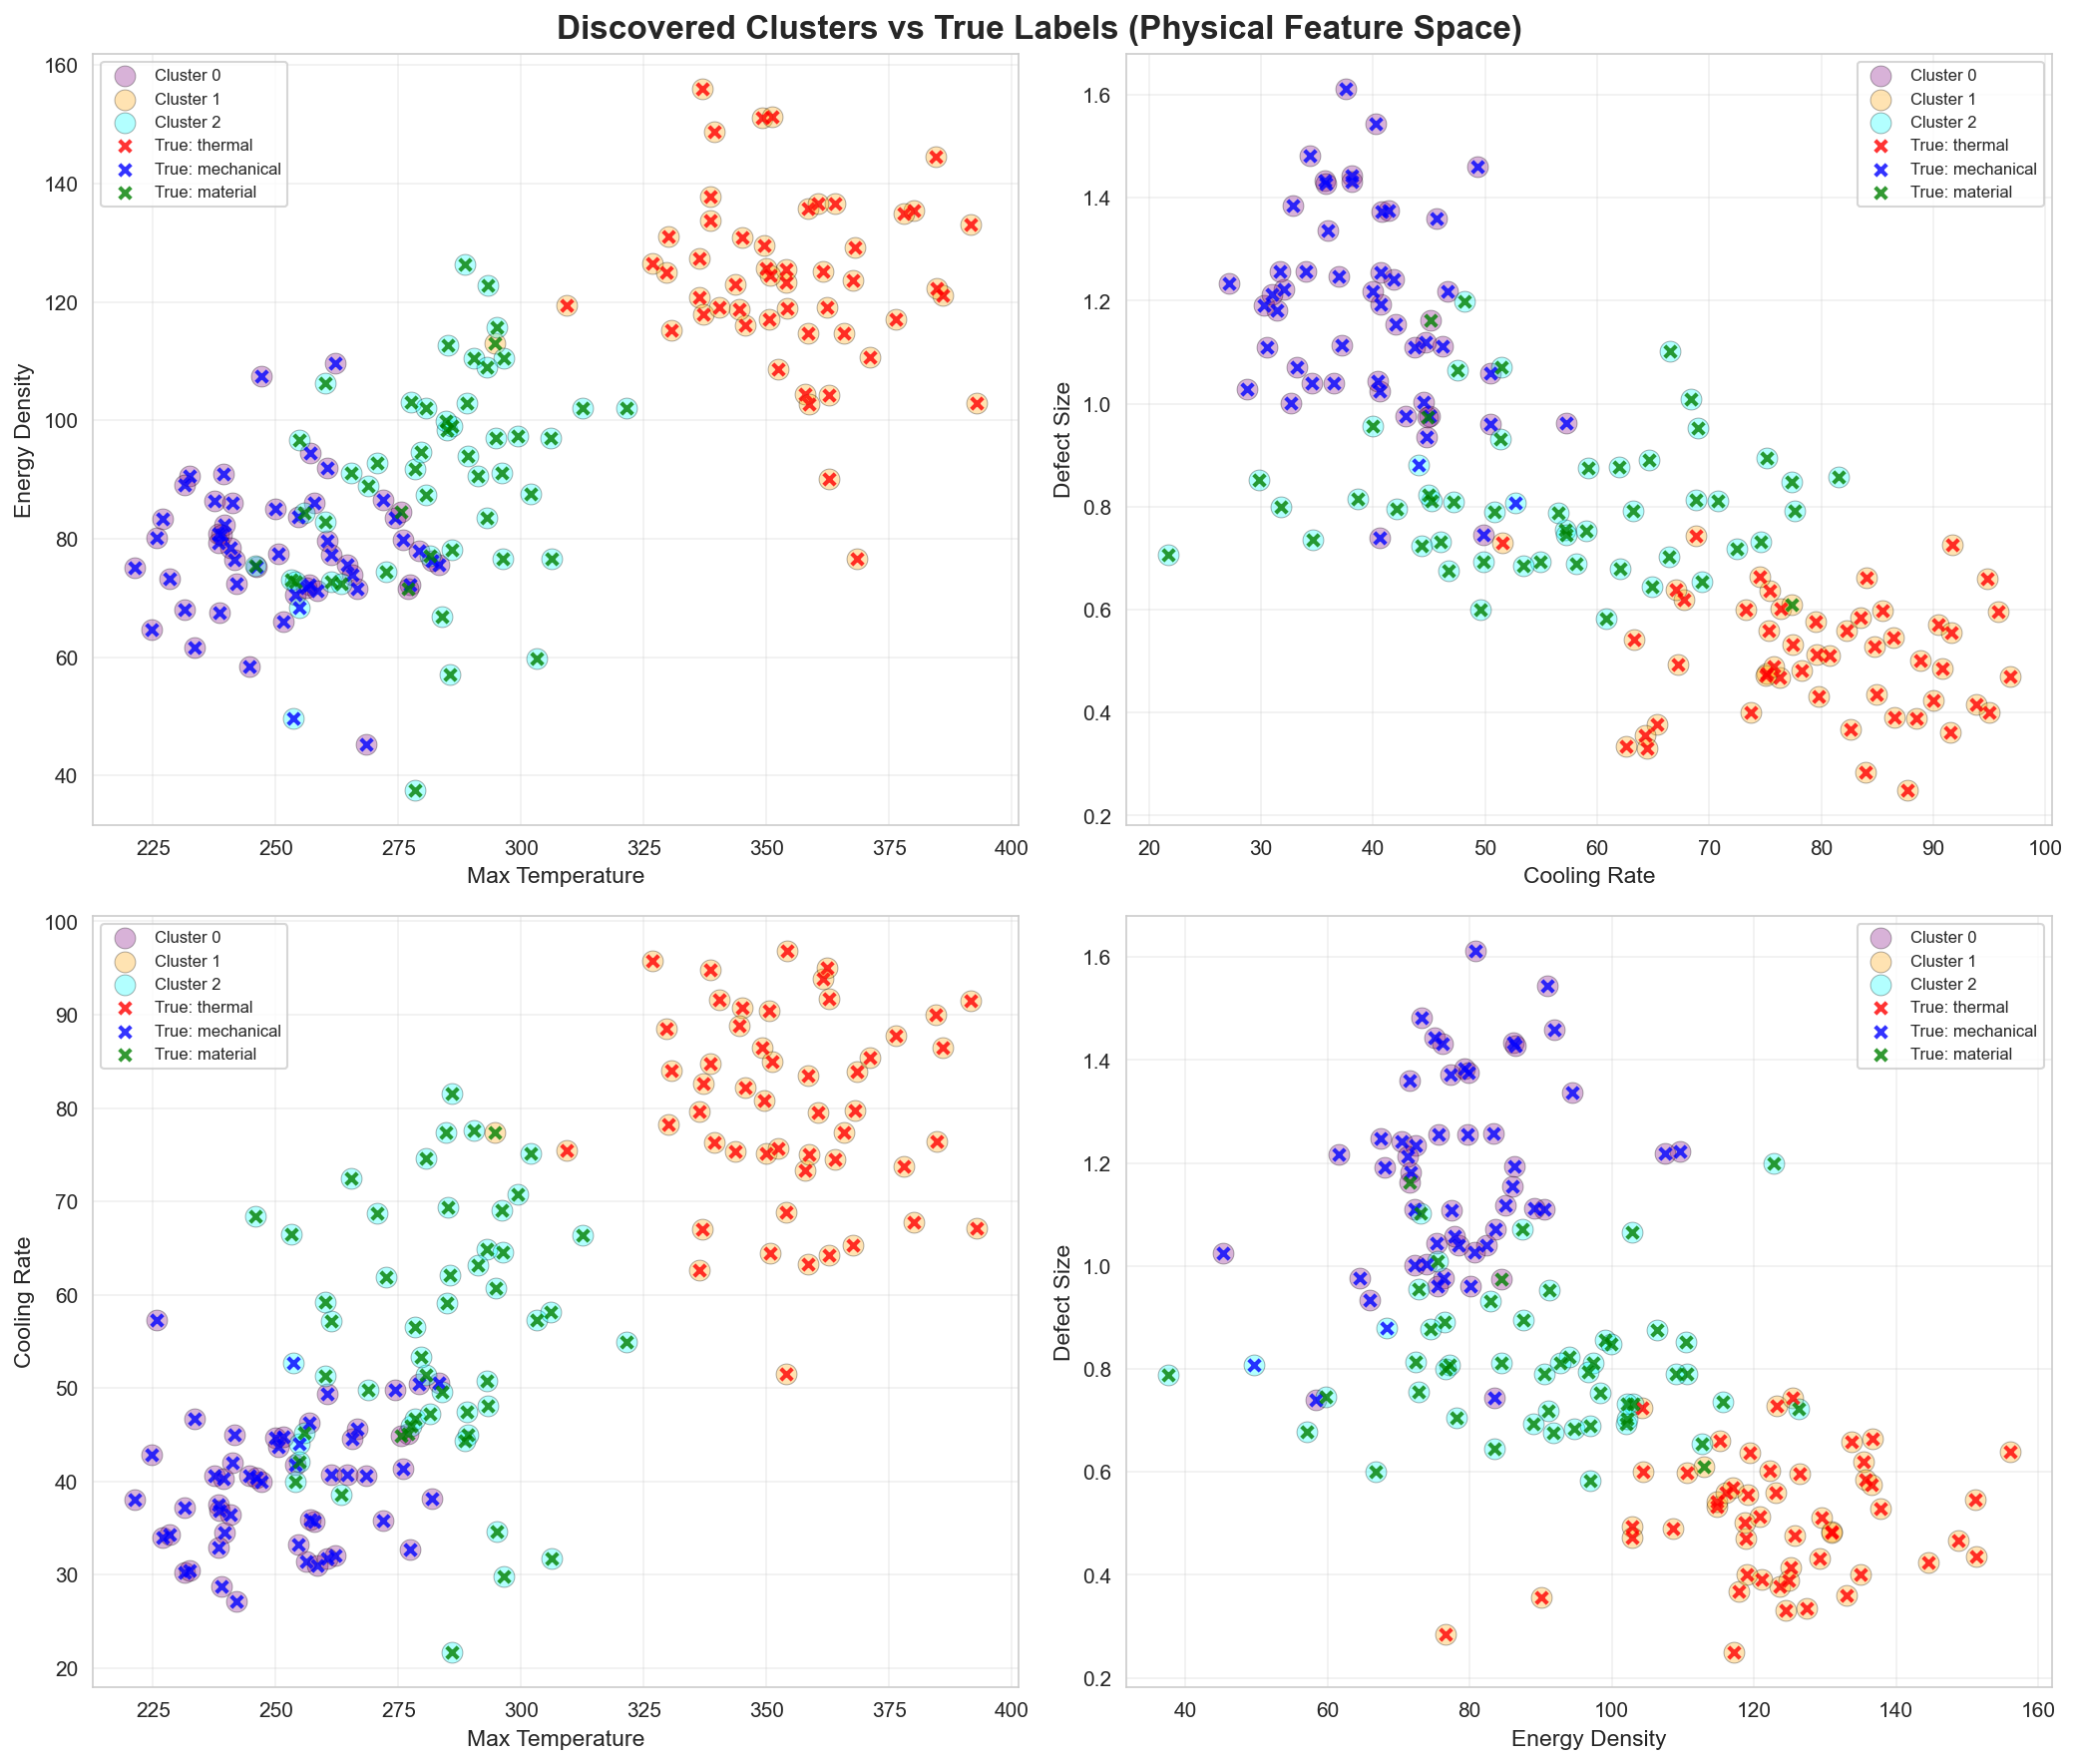 Discovered Clusters vs True Labels (Physical Feature Space)
160
140
120
100
80
60
40
Energy Density
Cluster 0
Cluster 1
Cluster 2
True: thermal
True: mechanical
True: material
225
250
275
300
325
350
375
400
Max Temperature
1.6
1.4
1.2
1.0
0.8
0.6
0.4
0.2
Defect Size
Cluster 0
Cluster 1
Cluster 2
True: thermal
True: mechanical
True: material
20
30
40
50
60
70
80
90
100
Cooling Rate
100
90
80
70
60
50
40
30
20
Cooling Rate
Cluster 0
Cluster 1
Cluster 2
True: thermal
True: mechanical
True: material
225
250
275
300
325
350
375
400
Max Temperature
1.6
1.4
1.2
1.0
0.8
0.6
0.4
0.2
Defect Size
Cluster 0
Cluster 1
Cluster 2
True: thermal
True: mechanical
True: material
40
60
80
100
120
140
160
Energy Density